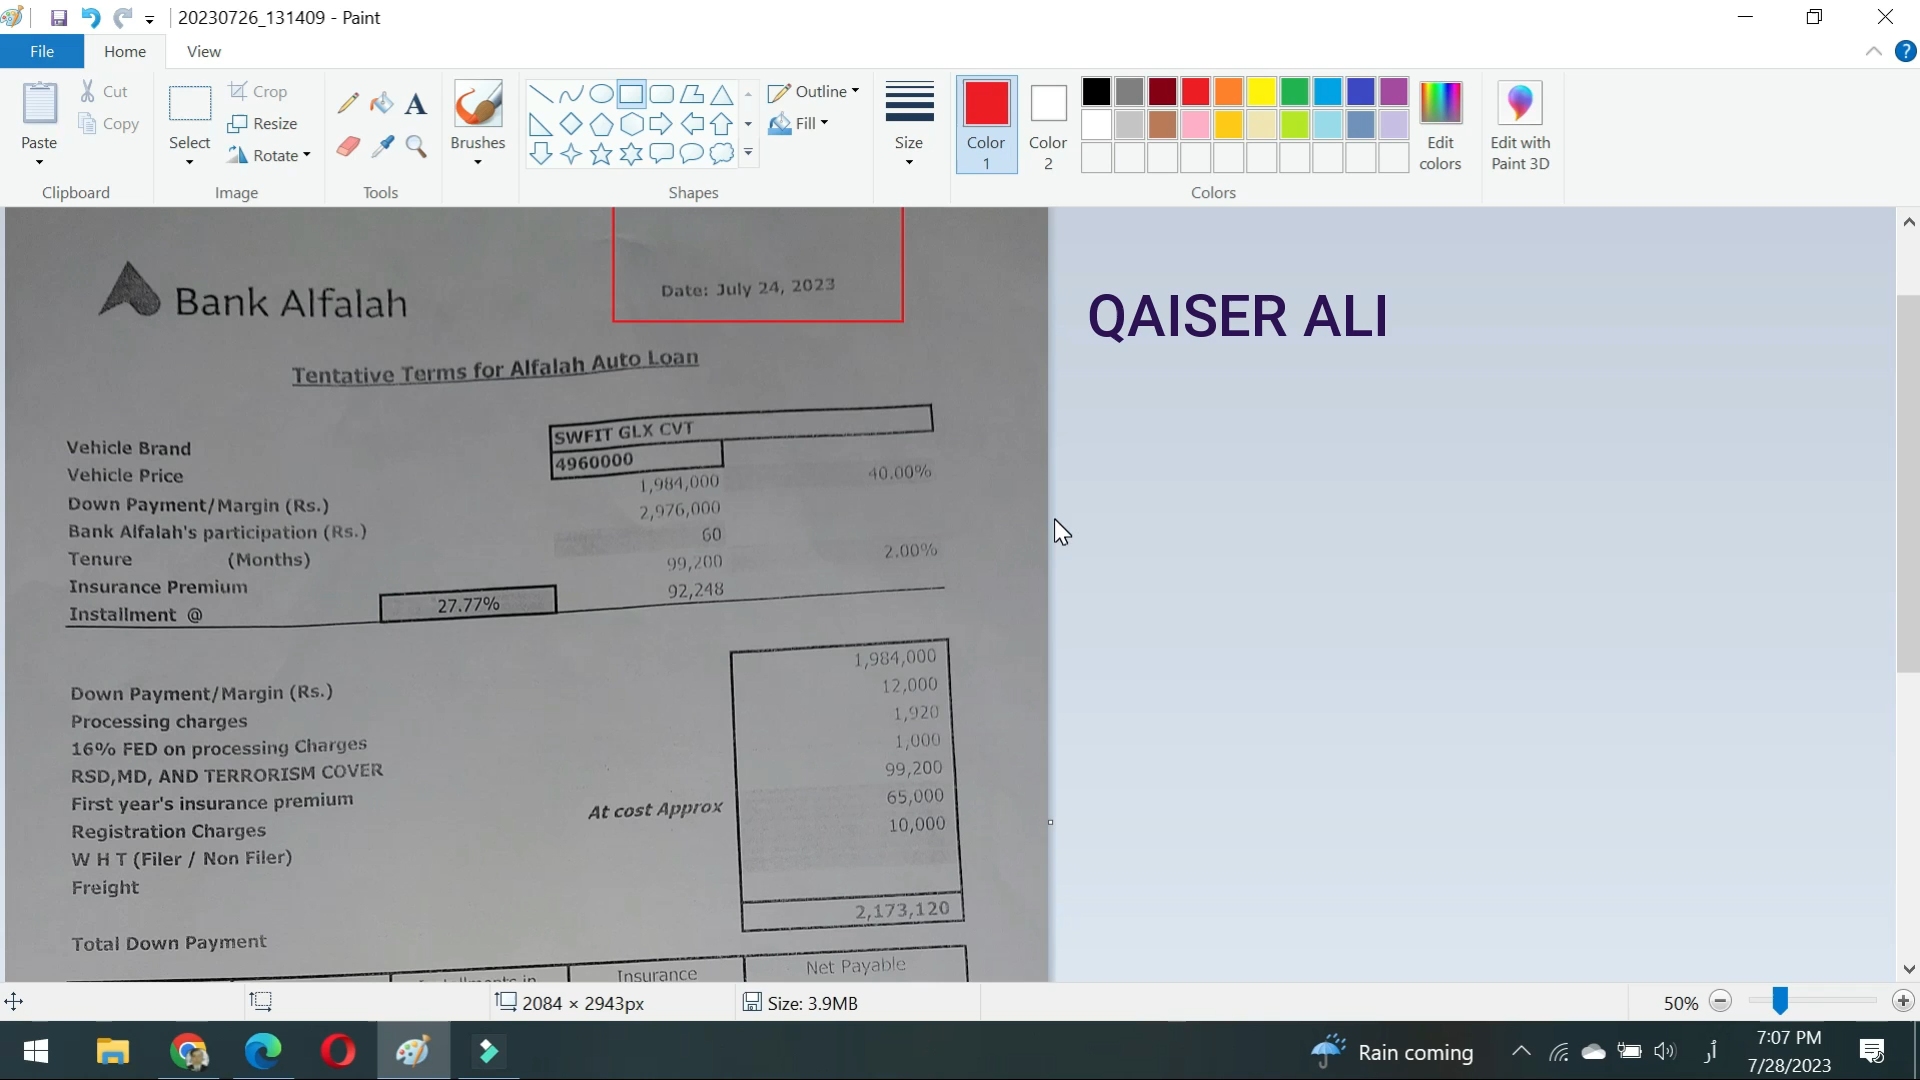 20230726_131409 - Paint
File
Home
View
Paste
Cut
Copy
Clipboard
Select
Crop
Resize
Rotate
Image
Tools
Brushes
Shapes
Outline
Fill
Size
Color 1
Color 2
Colors
Edit colors
Edit with Paint 3D
Date: July 24, 2023
Bank Alfalah
QAISER ALI
Tentative Terms for Alfalah Auto Loan
Vehicle Brand SWFIT GLX CVT
Vehicle Price 4960000
Down Payment/Margin (Rs.) 1,984,000 40.00%
Bank Alfalah's participation (Rs.) 2,976,000
Tenure (Months) 60
Insurance Premium 99,200 2.00%
Installment @ 27.77% 92,248
Down Payment/Margin (Rs.) 1,984,000
Processing charges 12,000
16% FED on processing Charges 1,920
RSD,MD, AND TERRORISM COVER 1,000
First year's insurance premium 99,200
Registration Charges At cost Approx 65,000
W H T (Filer / Non Filer) 10,000
Freight
Total Down Payment 2,173,120
Insurance Net Payable
2084 × 2943px
Size: 3.9MB
50%
Rain coming
7:07 PM
7/28/2023